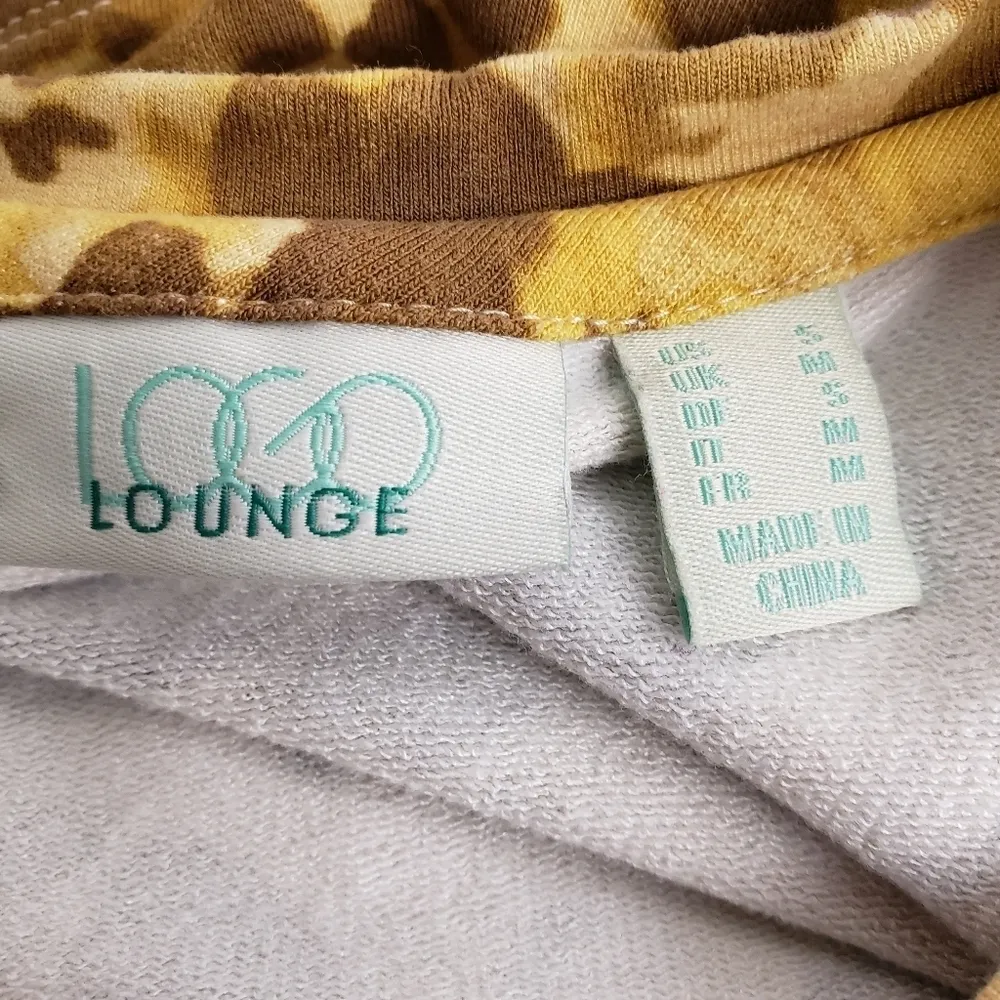 LOGO
LOUNGE
US S
UK M
DE S
IT M
FR M
MADE IN
CHINA